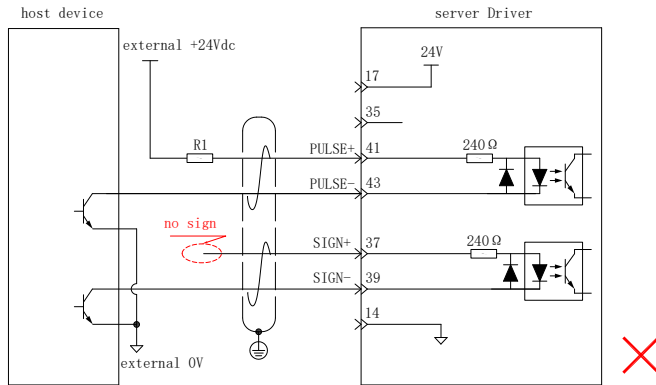 host device
server Driver
external +24Vdc
24V
17
35
R1
PULSE+
41
240Ω
PULSE-
43
no sign
SIGN+
37
240Ω
SIGN-
39
14
external 0V